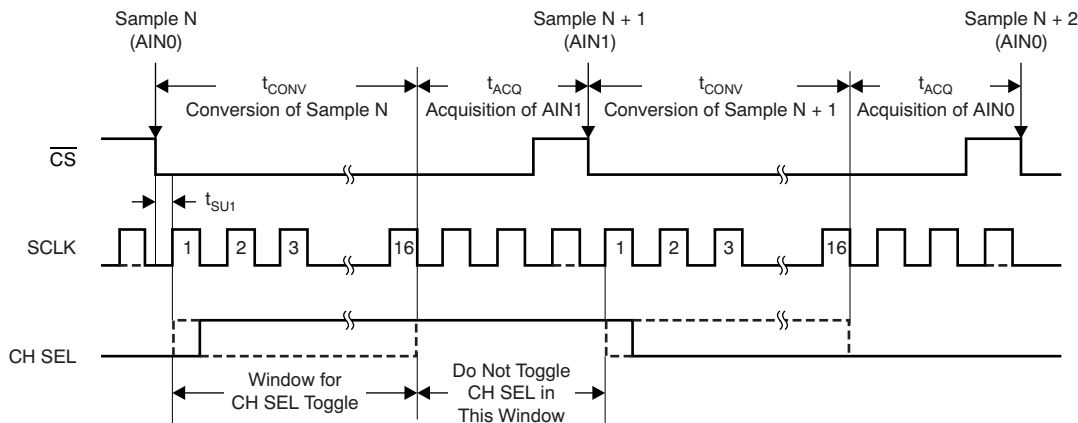 Sample N
(AIN0)
Sample N + 1
(AIN1)
Sample N + 2
(AIN0)
tCONV
Conversion of Sample N
tACQ
Acquisition of AIN1
tCONV
Conversion of Sample N + 1
tACQ
Acquisition of AIN0
CS
tSU1
SCLK
1
2
3
16
1
2
3
16
CH SEL
Window for
CH SEL Toggle
Do Not Toggle
CH SEL in
This Window